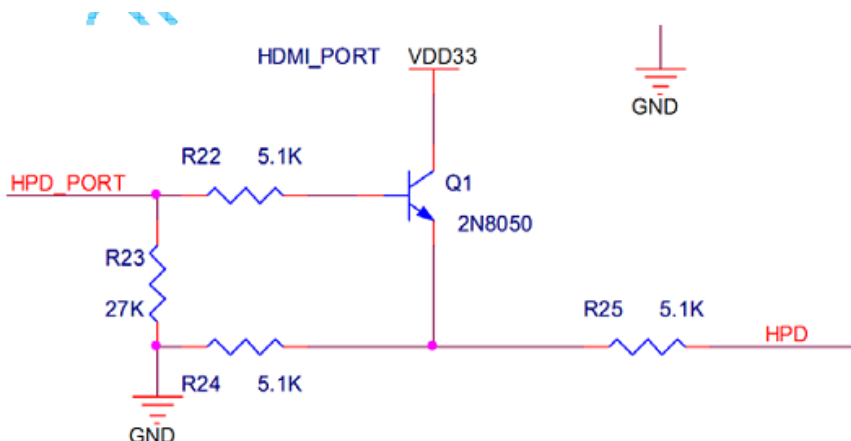 HDMI_PORT VDD33
GND
R22 5.1K
HPD_PORT
Q1
2N8050
R23
27K
R25 5.1K
HPD
R24 5.1K
GND